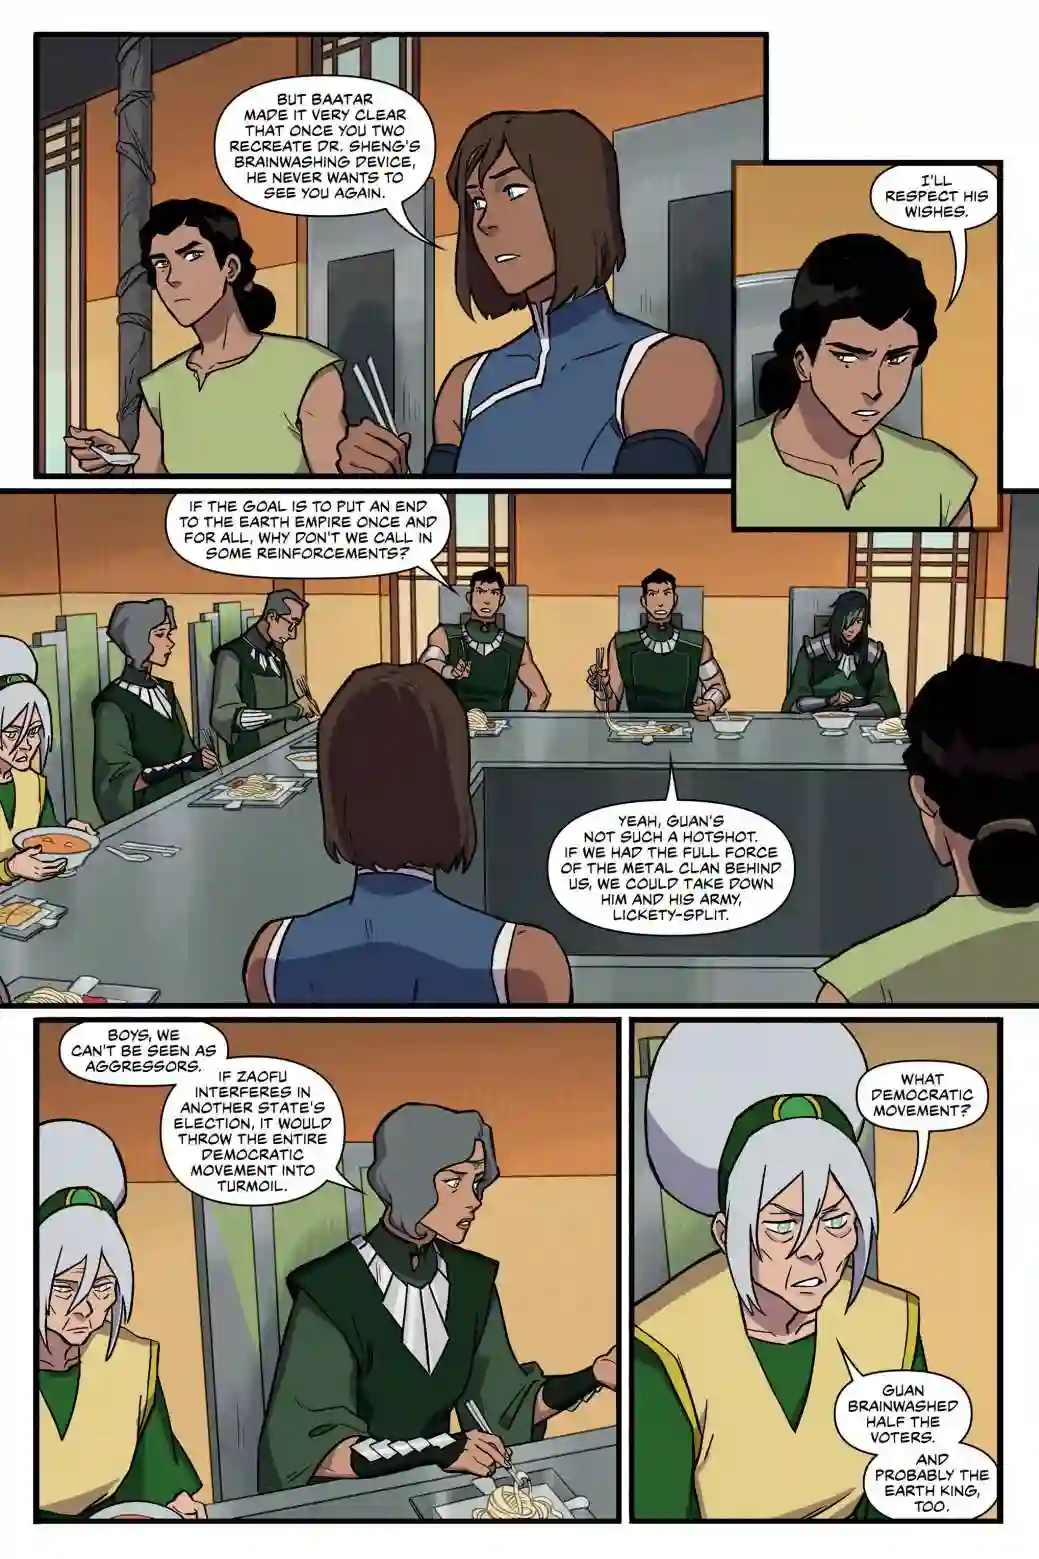 BUT BAATAR
MADE IT VERY CLEAR
THAT ONCE YOU TWO
RECREATE DR. SHENG'S
BRAINWASHING DEVICE,
HE NEVER WANTS TO
SEE YOU AGAIN.
I'LL
RESPECT HIS
WISHES.
IF THE GOAL IS TO PUT AN END
TO THE EARTH EMPIRE ONCE AND
FOR ALL, WHY DON'T WE CALL IN
SOME REINFORCEMENTS?
YEAH, GUAN'S
NOT SUCH A HOTSHOT.
IF WE HAD THE FULL FORCE
OF THE METAL CLAN BEHIND
US, WE COULD TAKE DOWN
HIM AND HIS ARMY,
LICKETY-SPLIT.
BOYS, WE
CAN'T BE SEEN AS
AGGRESSORS.
IF ZAOFU
INTERFERES IN
ANOTHER STATE'S
ELECTION, IT WOULD
THROW THE ENTIRE
DEMOCRATIC
MOVEMENT INTO
TURMOIL.
WHAT
DEMOCRATIC
MOVEMENT?
GUAN
BRAINWASHED
HALF THE
VOTERS.
AND
PROBABLY THE
EARTH KING,
TOO.